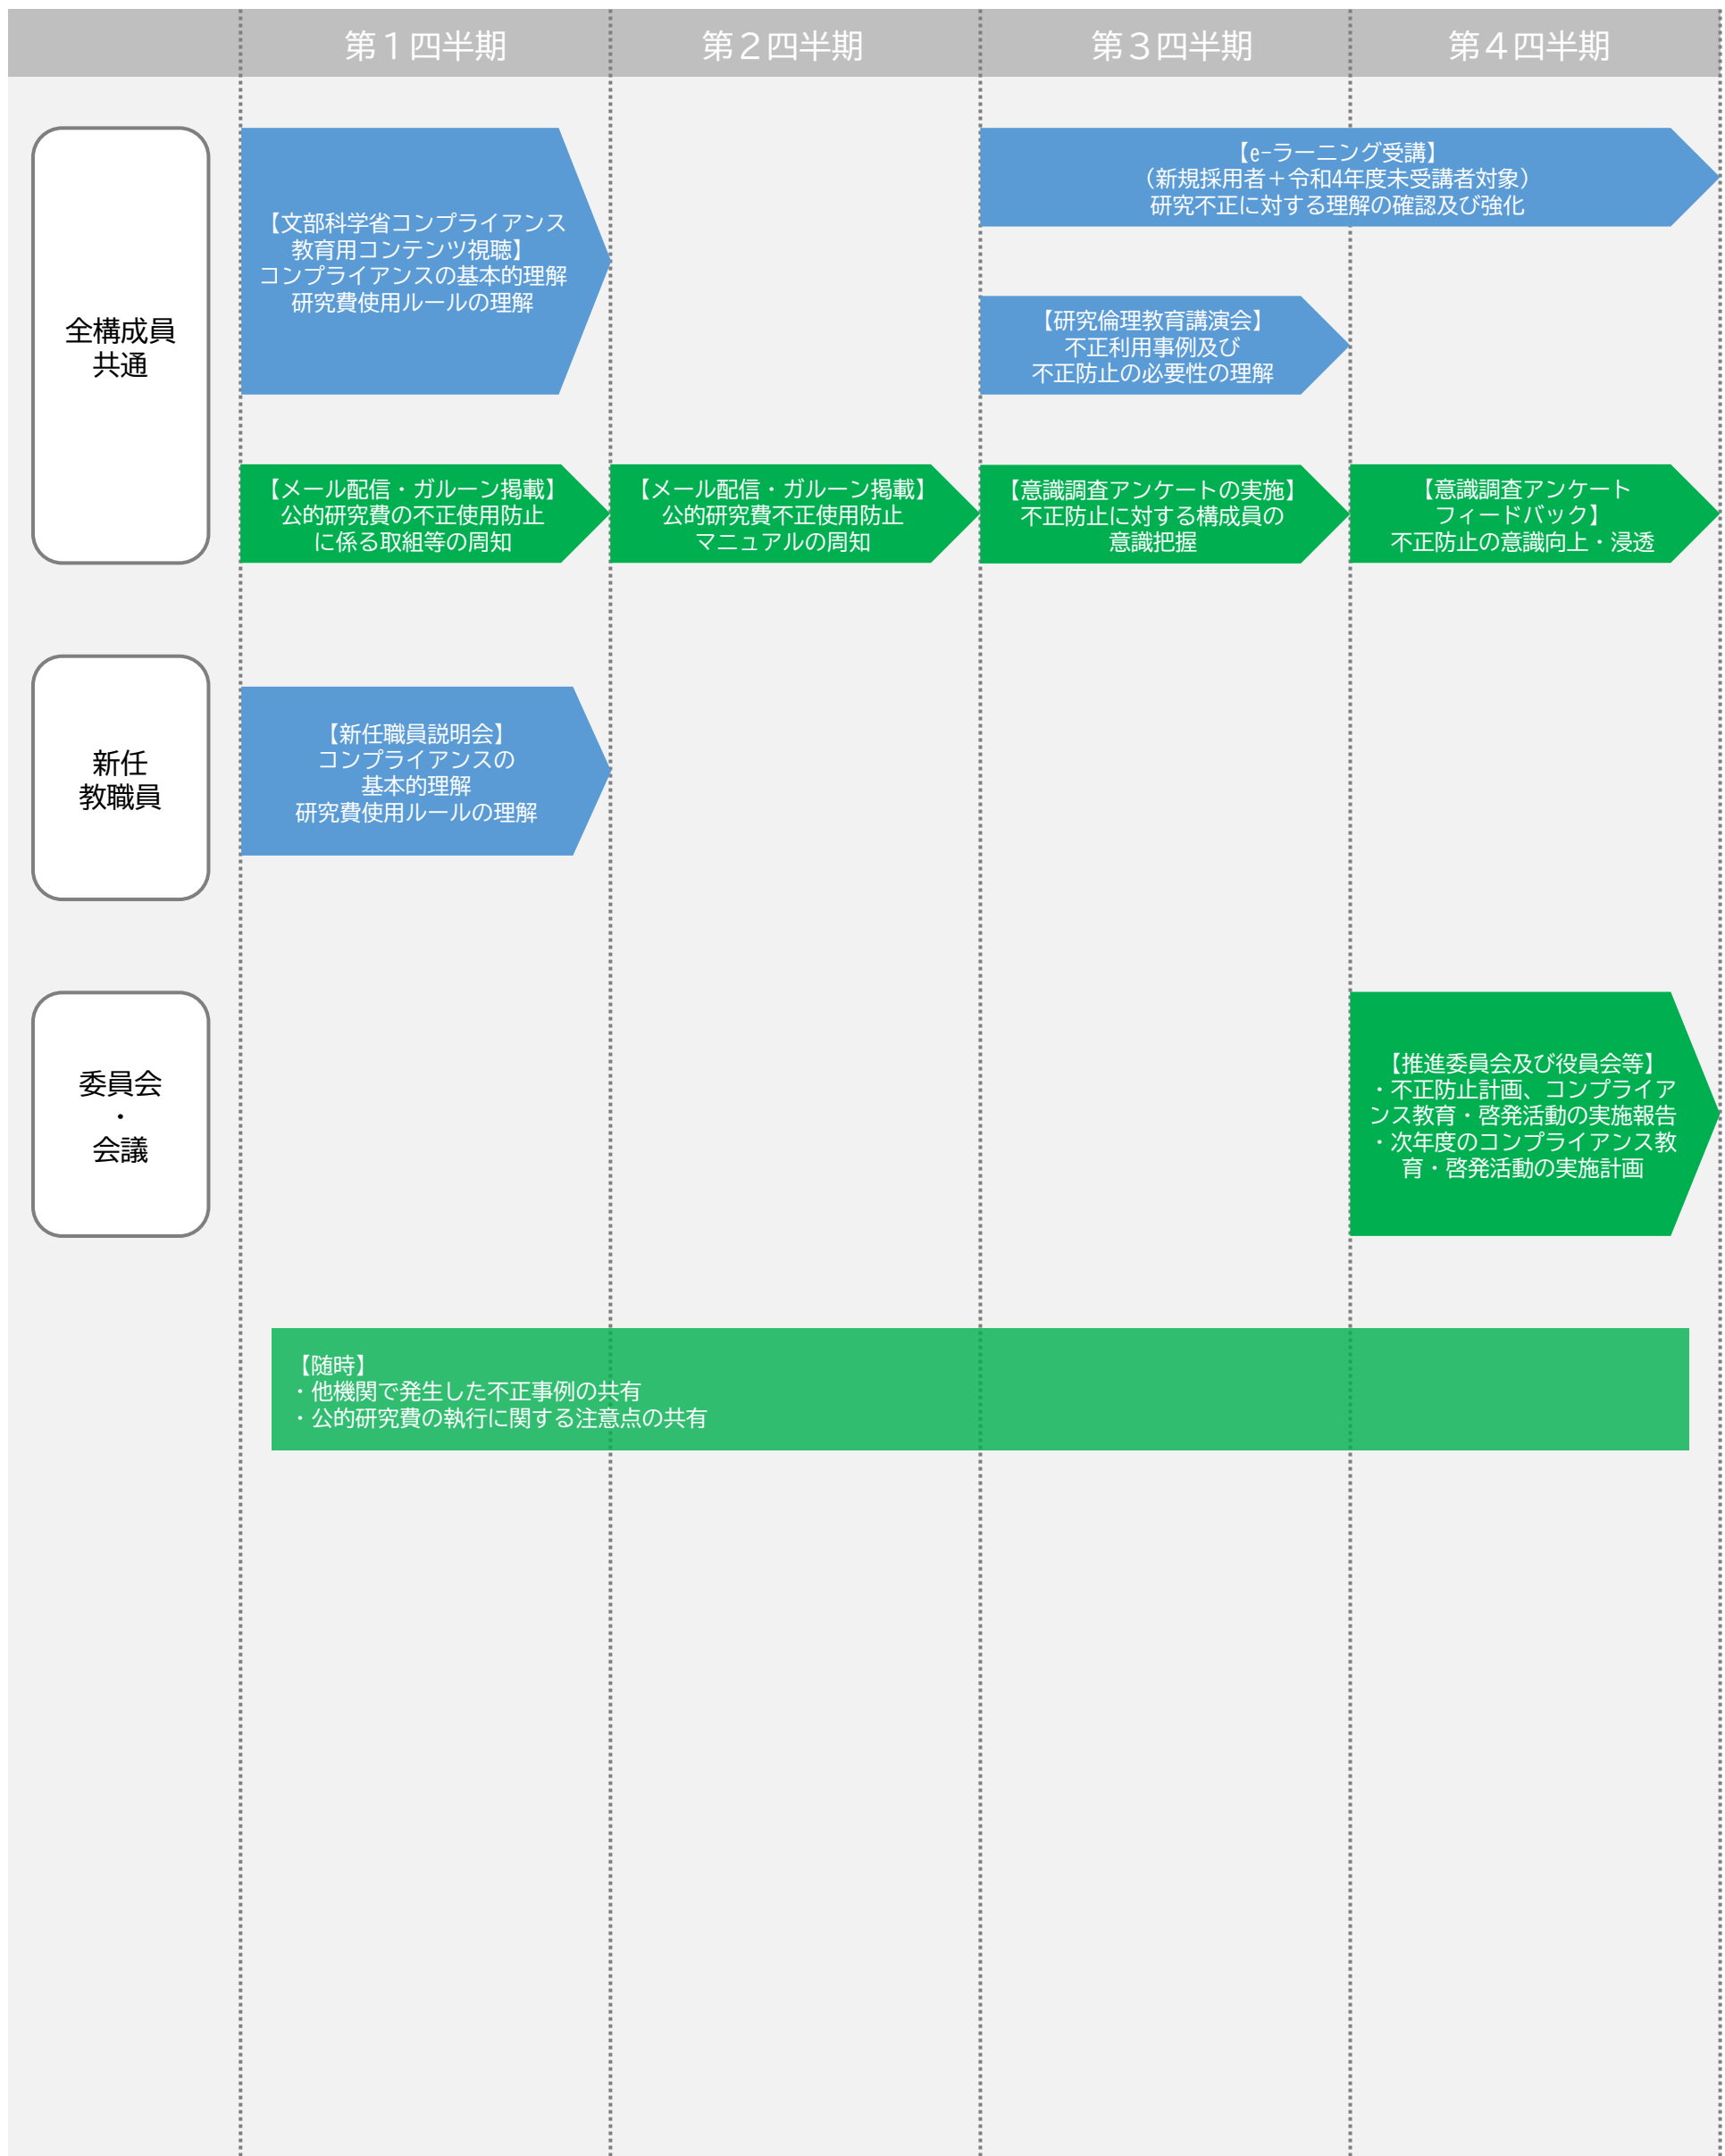 第１四半期
第２四半期
第３四半期
第４四半期
全構成員
共通
【文部科学省コンプライアンス
教育用コンテンツ視聴】
コンプライアンスの基本的理解
研究費使用ルールの理解
【e-ラーニング受講】
（新規採用者＋令和4年度未受講者対象）
研究不正に対する理解の確認及び強化
【研究倫理教育講演会】
不正利用事例及び
不正防止の必要性の理解
【メール配信・ガルーン掲載】
公的研究費の不正使用防止
に係る取組等の周知
【メール配信・ガルーン掲載】
公的研究費不正使用防止
マニュアルの周知
【意識調査アンケートの実施】
不正防止に対する構成員の
意識把握
【意識調査アンケート
フィードバック】
不正防止の意識向上・浸透
新任
教職員
【新任職員説明会】
コンプライアンスの
基本的理解
研究費使用ルールの理解
委員会
・
会議
【推進委員会及び役員会等】
・不正防止計画、コンプライア
ンス教育・啓発活動の実施報告
・次年度のコンプライアンス教
育・啓発活動の実施計画
【随時】
・他機関で発生した不正事例の共有
・公的研究費の執行に関する注意点の共有